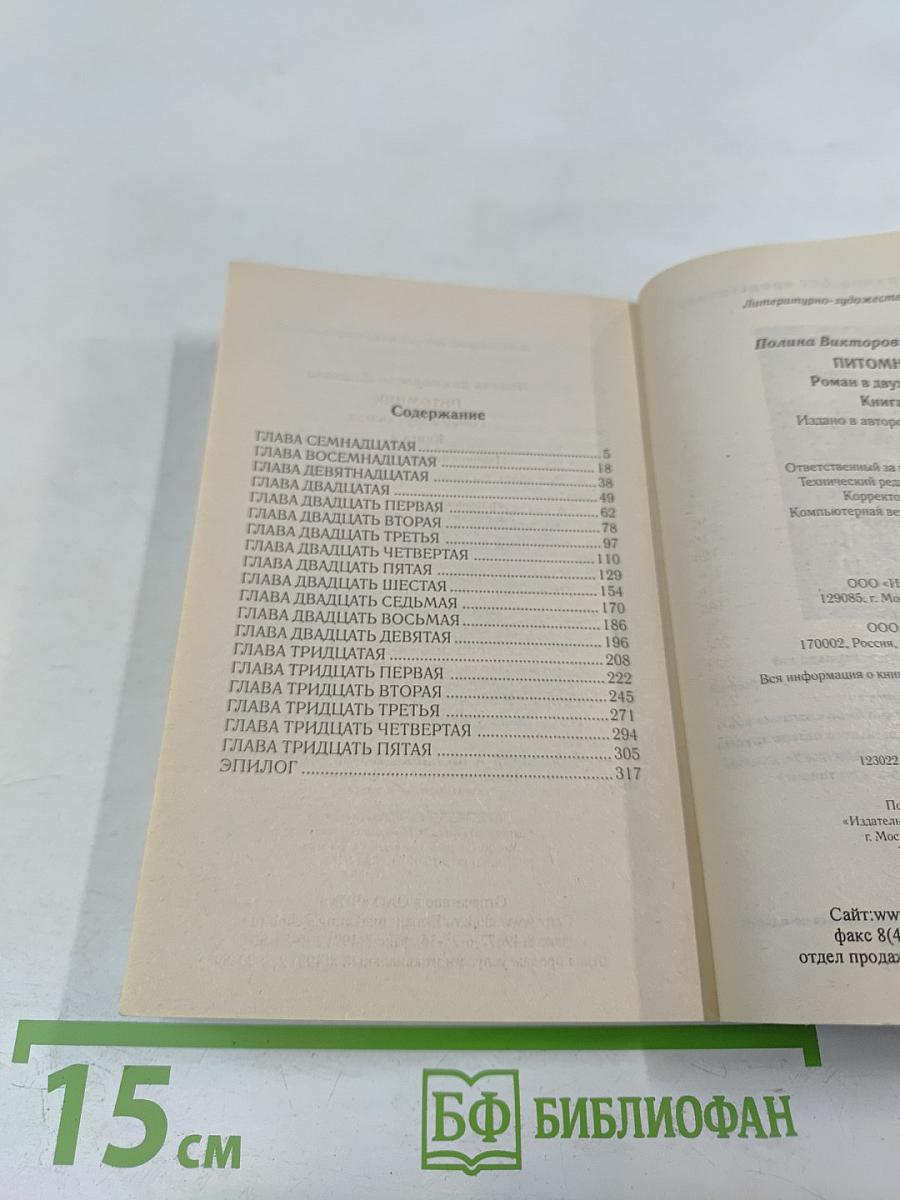 Содержание
ГЛАВА СЕМНАДЦАТАЯ ........ 5
ГЛАВА ВОСЕМНАДЦАТАЯ ........ 18
ГЛАВА ДЕВЯТНАДЦАТАЯ ........ 38
ГЛАВА ДВАДЦАТАЯ ........ 49
ГЛАВА ДВАДЦАТЬ ПЕРВАЯ ........ 62
ГЛАВА ДВАДЦАТЬ ВТОРАЯ ........ 78
ГЛАВА ДВАДЦАТЬ ТРЕТЬЯ ........ 97
ГЛАВА ДВАДЦАТЬ ЧЕТВЕРТАЯ ........ 110
ГЛАВА ДВАДЦАТЬ ПЯТАЯ ........ 129
ГЛАВА ДВАДЦАТЬ ШЕСТАЯ ........ 154
ГЛАВА ДВАДЦАТЬ СЕДЬМАЯ ........ 170
ГЛАВА ДВАДЦАТЬ ВОСЬМАЯ ........ 186
ГЛАВА ДВАДЦАТЬ ДЕВЯТАЯ ........ 196
ГЛАВА ТРИДЦАТАЯ ........ 208
ГЛАВА ТРИДЦАТЬ ПЕРВАЯ ........ 222
ГЛАВА ТРИДЦАТЬ ВТОРАЯ ........ 245
ГЛАВА ТРИДЦАТЬ ТРЕТЬЯ ........ 271
ГЛАВА ТРИДЦАТЬ ЧЕТВЕРТАЯ ........ 294
ГЛАВА ТРИДЦАТЬ ПЯТАЯ ........ 305
ЭПИЛОГ ........ 317
Литературно-художеств
Полина Викторов
ПИТОМН
Роман в двух
Книга
Издано в авторс
Ответственный за
Технический реда
Корректо
Компьютерная ве
ООО «И
129085, г. Мос
ООО
170002, Россия,
Вся информация о книг
123022
По
«Издатель
г. Мос
Сайт:www
факс 8(4
отдел продаж
15 см
БФ БИБЛИОФАН